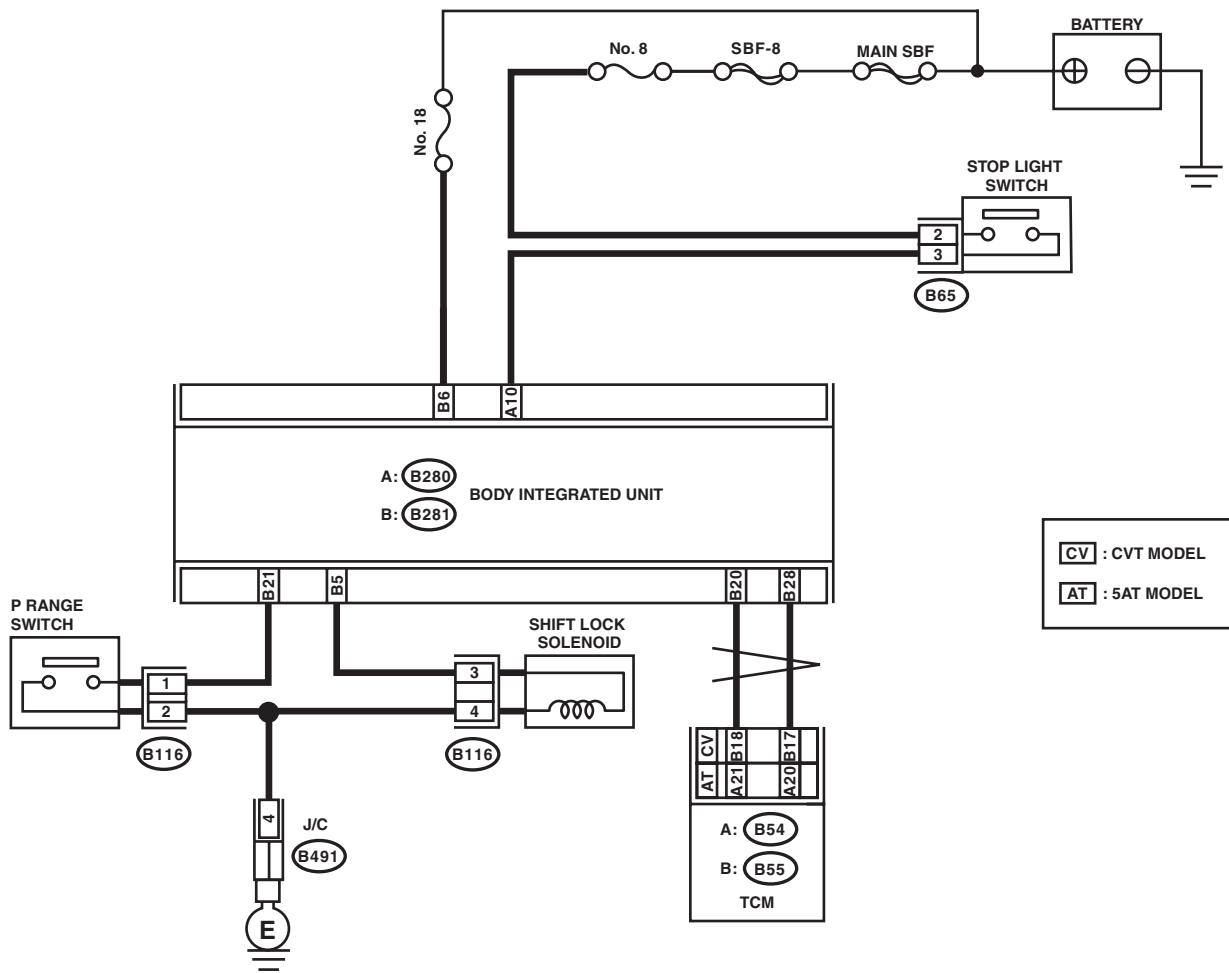 BATTERY
No. 8
SBF-8
MAIN SBF
No. 18
STOP LIGHT
SWITCH
2
3
B65
B6
A10
A: B280
B: B281
BODY INTEGRATED UNIT
CV : CVT MODEL
AT : 5AT MODEL
B21
B5
B20
B28
P RANGE
SWITCH
SHIFT LOCK
SOLENOID
1
2
3
4
B116
B116
CV B18 B17
AT A21 A20
4
J/C
B491
A: B54
B: B55
TCM
E